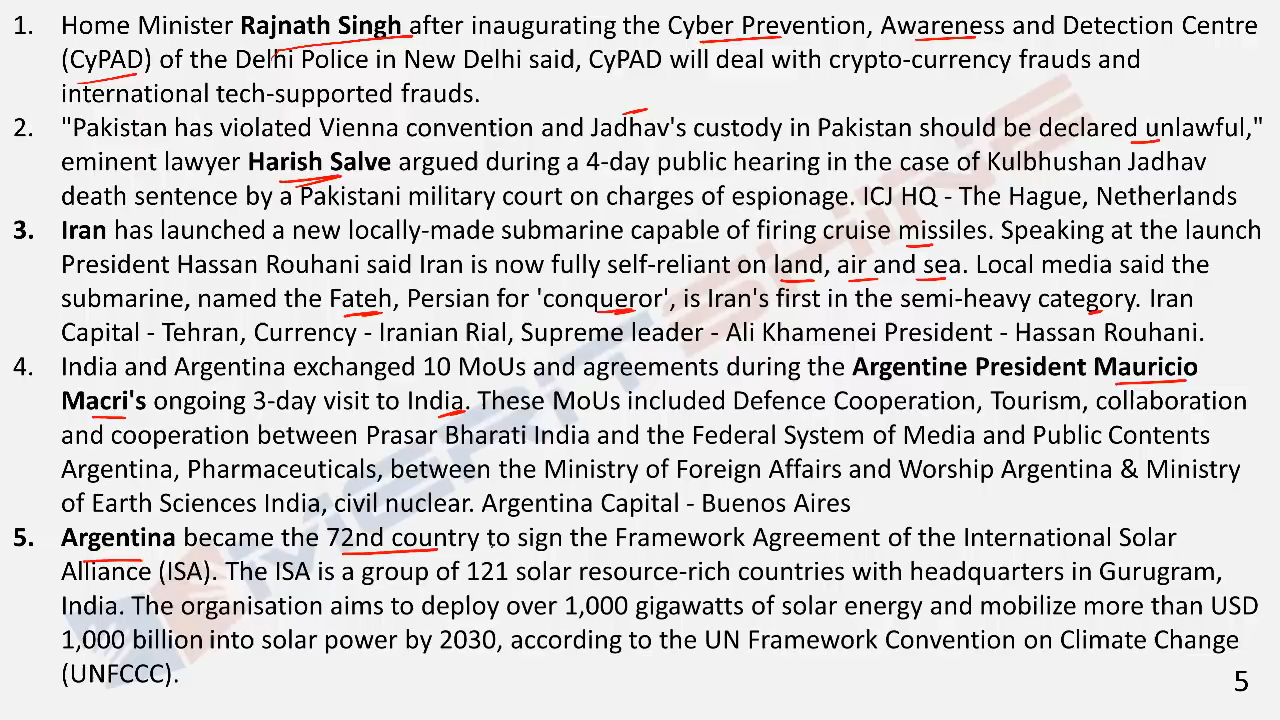 1. Home Minister Rajnath Singh after inaugurating the Cyber Prevention, Awareness and Detection Centre
(CyPAD) of the Delhi Police in New Delhi said, CyPAD will deal with crypto-currency frauds and
international tech-supported frauds.
2. "Pakistan has violated Vienna convention and Jadhav's custody in Pakistan should be declared unlawful,"
eminent lawyer Harish Salve argued during a 4-day public hearing in the case of Kulbhushan Jadhav
death sentence by a Pakistani military court on charges of espionage. ICJ HQ - The Hague, Netherlands
3. Iran has launched a new locally-made submarine capable of firing cruise missiles. Speaking at the launch
President Hassan Rouhani said Iran is now fully self-reliant on land, air and sea. Local media said the
submarine, named the Fateh, Persian for 'conqueror', is Iran's first in the semi-heavy category. Iran
Capital - Tehran, Currency - Iranian Rial, Supreme leader - Ali Khamenei President - Hassan Rouhani.
4. India and Argentina exchanged 10 MoUs and agreements during the Argentine President Mauricio
Macri's ongoing 3-day visit to India. These MoUs included Defence Cooperation, Tourism, collaboration
and cooperation between Prasar Bharati India and the Federal System of Media and Public Contents
Argentina, Pharmaceuticals, between the Ministry of Foreign Affairs and Worship Argentina & Ministry
of Earth Sciences India, civil nuclear. Argentina Capital - Buenos Aires
5. Argentina became the 72nd country to sign the Framework Agreement of the International Solar
Alliance (ISA). The ISA is a group of 121 solar resource-rich countries with headquarters in Gurugram,
India. The organisation aims to deploy over 1,000 gigawatts of solar energy and mobilize more than USD
1,000 billion into solar power by 2030, according to the UN Framework Convention on Climate Change
(UNFCCC).
5
MERIT SHINE